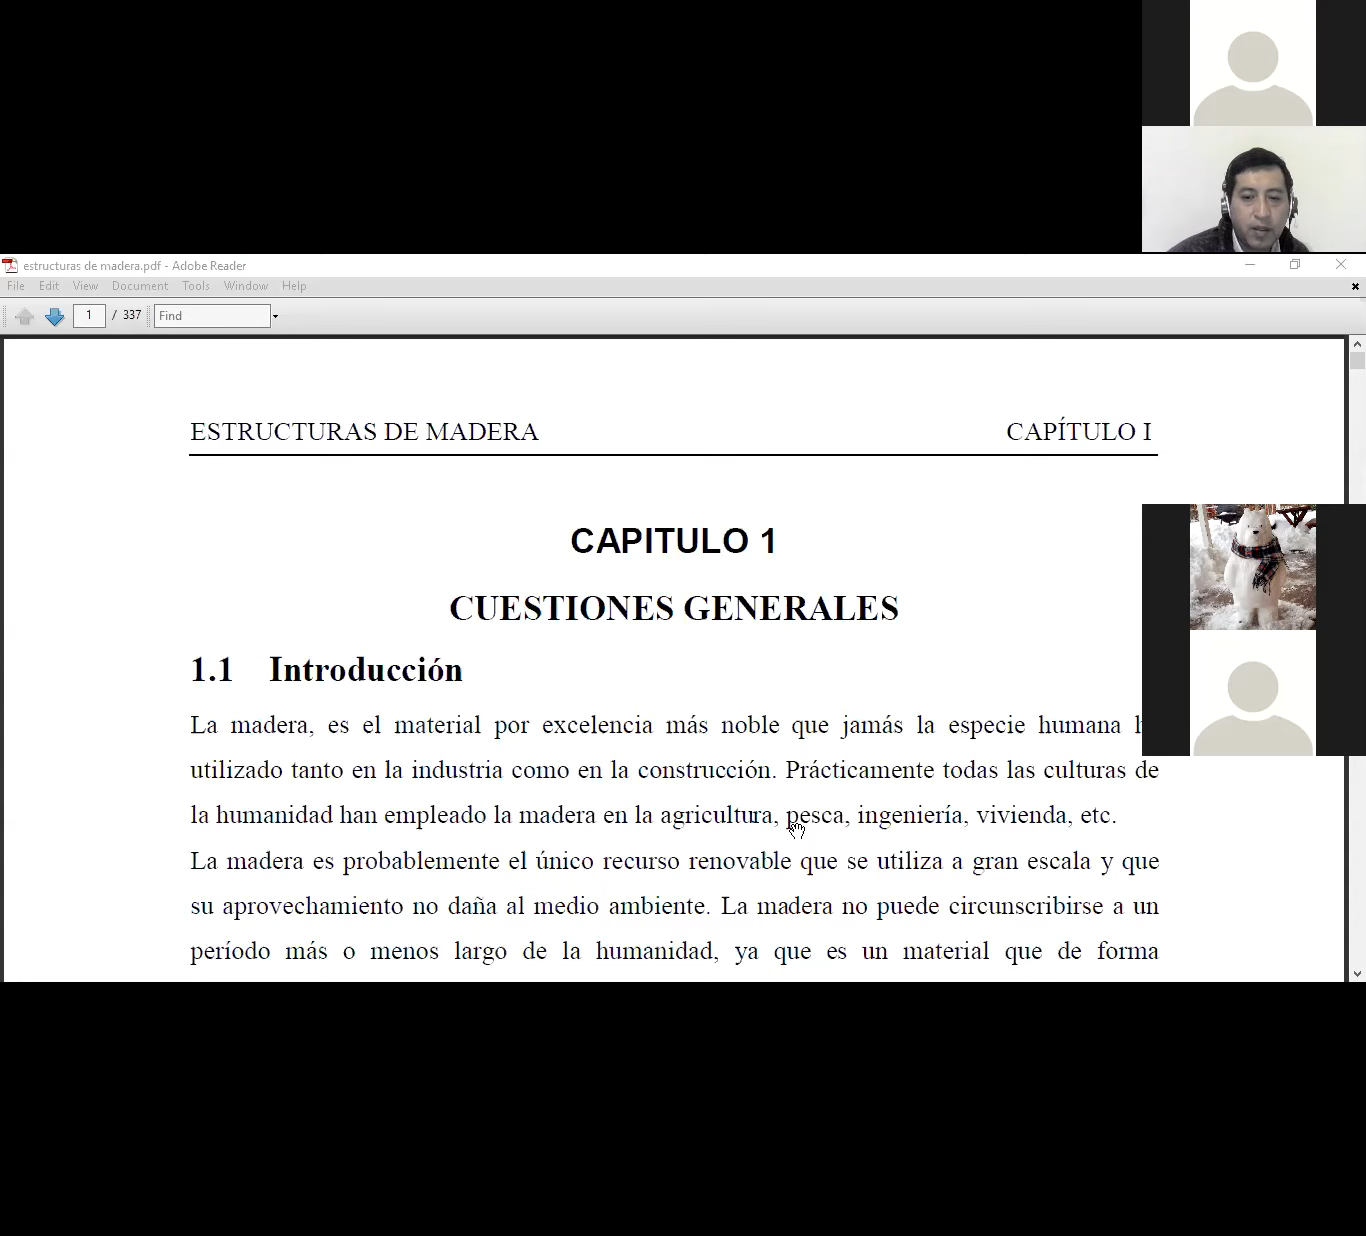 estructuras de madera.pdf - Adobe Reader
File Edit View Document Tools Window Help
1 / 337 Find
ESTRUCTURAS DE MADERA CAPÍTULO I
CAPITULO 1
CUESTIONES GENERALES
1.1 Introducción
La madera, es el material por excelencia más noble que jamás la especie humana
utilizado tanto en la industria como en la construcción. Prácticamente todas las culturas de
la humanidad han empleado la madera en la agricultura, pesca, ingeniería, vivienda, etc.
La madera es probablemente el único recurso renovable que se utiliza a gran escala y que
su aprovechamiento no daña al medio ambiente. La madera no puede circunscribirse a un
período más o menos largo de la humanidad, ya que es un material que de forma